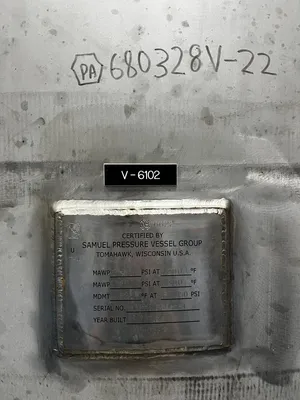 PA 680328V-22
V-6102
CERTIFIED BY
SAMUEL PRESSURE VESSEL GROUP
TOMAHAWK, WISCONSIN U.S.A.
U
MAWP PSI AT °F
MAWP PSI AT °F
MDMT °F AT PSI
SERIAL NO.
YEAR BUILT